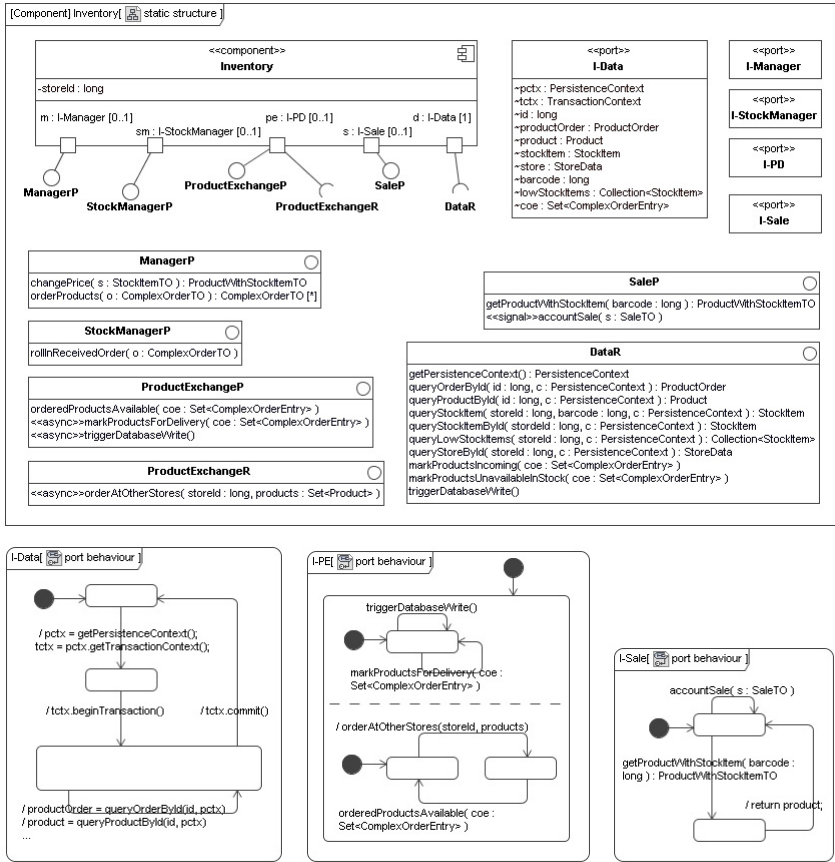 [Component] Inventory[ static structure ]
<<component>>
Inventory
-storeId : long
m : I-Manager [0..1]
pe : I-PD [0..1]
d : I-Data [1]
sm : I-StockManager [0..1]
s : I-Sale [0..1]
ManagerP
StockManagerP
ProductExchangeP
ProductExchangeR
SaleP
DataR
<<port>>
I-Data
~pctx : PersistenceContext
~tctx : TransactionContext
~id : long
~productOrder : ProductOrder
~product : Product
~stockItem : StockItem
~store : StoreData
~barcode : long
~lowStockItems : Collection<StockItem>
~coe : Set<ComplexOrderEntry>
<<port>>
I-Manager
<<port>>
I-StockManager
<<port>>
I-PD
<<port>>
I-Sale
ManagerP
changePrice( s : StockItemTO ) : ProductWithStockItemTO
orderProducts( o : ComplexOrderTO ) : ComplexOrderTO [*]
StockManagerP
rollInReceivedOrder( o : ComplexOrderTO )
ProductExchangeP
orderedProductsAvailable( coe : Set<ComplexOrderEntry> )
<<async>>markProductsForDelivery( coe : Set<ComplexOrderEntry> )
<<async>>triggerDatabaseWrite()
ProductExchangeR
<<async>>orderAtOtherStores( storeId : long, products : Set<Product> )
SaleP
getProductWithStockItem( barcode : long ) : ProductWithStockItemTO
<<signal>>accountSale( s : SaleTO )
DataR
getPersistenceContext() : PersistenceContext
queryOrderById( id : long, c : PersistenceContext ) : ProductOrder
queryProductById( id : long, c : PersistenceContext ) : Product
queryStockItem( storeId : long, barcode : long, c : PersistenceContext ) : StockItem
queryStockItemById( stordeId : long, c : PersistenceContext ) : StockItem
queryLowStockItems( storeId : long, c : PersistenceContext ) : Collection<StockItem>
queryStoreById( storeId : long, c : PersistenceContext ) : StoreData
markProductsIncoming( coe : Set<ComplexOrderEntry> )
markProductsUnavailableInStock( coe : Set<ComplexOrderEntry> )
triggerDatabaseWrite()
I-Data[ port behaviour ]
/ pctx = getPersistenceContext();
tctx = pctx.getTransactionContext();
/ tctx.beginTransaction()
/ tctx.commit()
/ productOrder = queryOrderById(id, pctx)
/ product = queryProductById(id, pctx)
...
I-PE[ port behaviour ]
triggerDatabaseWrite()
markProductsForDelivery( coe :
Set<ComplexOrderEntry> )
/ orderAtOtherStores(storeId, products)
orderedProductsAvailable( coe :
Set<ComplexOrderEntry> )
I-Sale[ port behaviour ]
accountSale( s : SaleTO )
getProductWithStockItem( barcode :
long ) : ProductWithStockItemTO
/ return product;